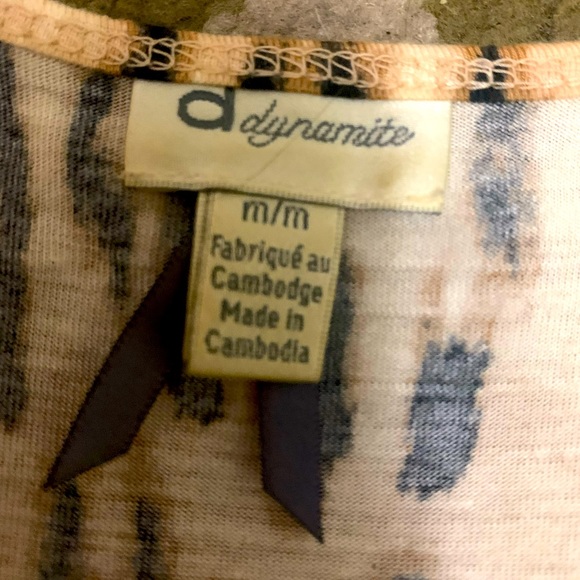 d dynamite
m/m
Fabriqué au
Cambodge
Made in
Cambodia